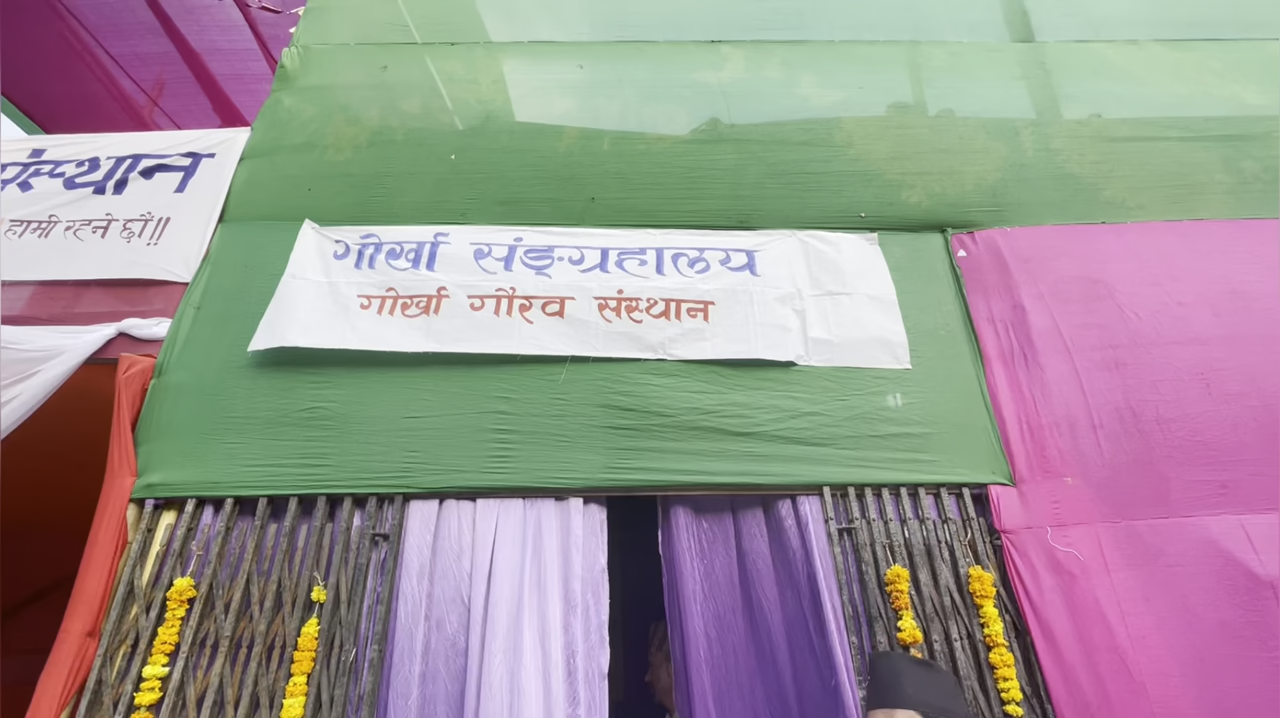 संस्थान
हामी रहने छौं॥
गोर्खा संङ्ग्रहालय
गोर्खा गौरव संस्थान